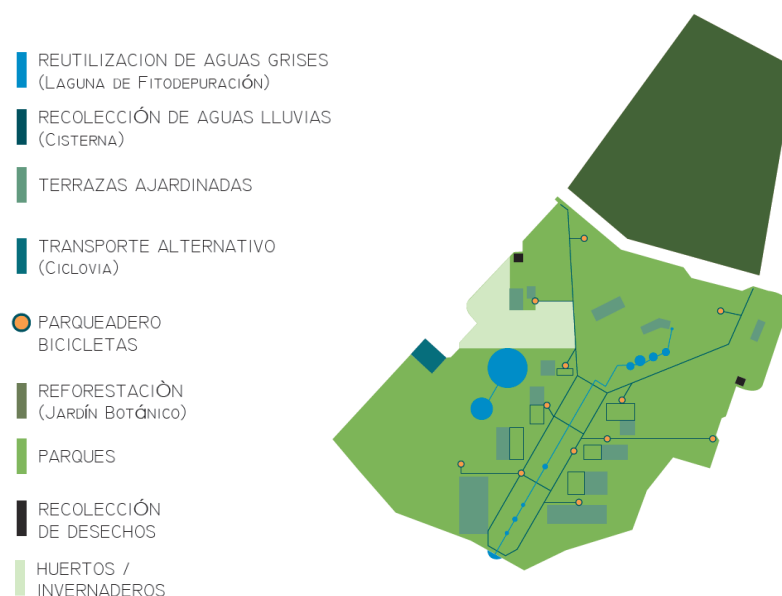 REUTILIZACION DE AGUAS GRISES
(LAGUNA DE FITODEPURACIÓN)
RECOLECCIÓN DE AGUAS LLUVIAS
(CISTERNA)
TERRAZAS AJARDINADAS
TRANSPORTE ALTERNATIVO
(CICLOVIA)
PARQUEADERO
BICICLETAS
REFORESTACIÒN
(JARDÍN BOTÁNICO)
PARQUES
RECOLECCIÓN
DE DESECHOS
HUERTOS /
INVERNADEROS